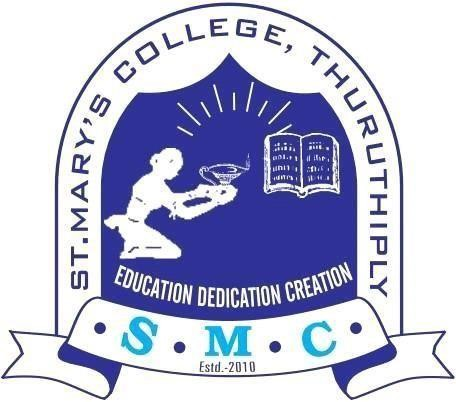 ST.MARY'S COLLEGE, THURUTHIPLY
EDUCATION DEDICATION CREATION
• S • M • C •
Estd.-2010